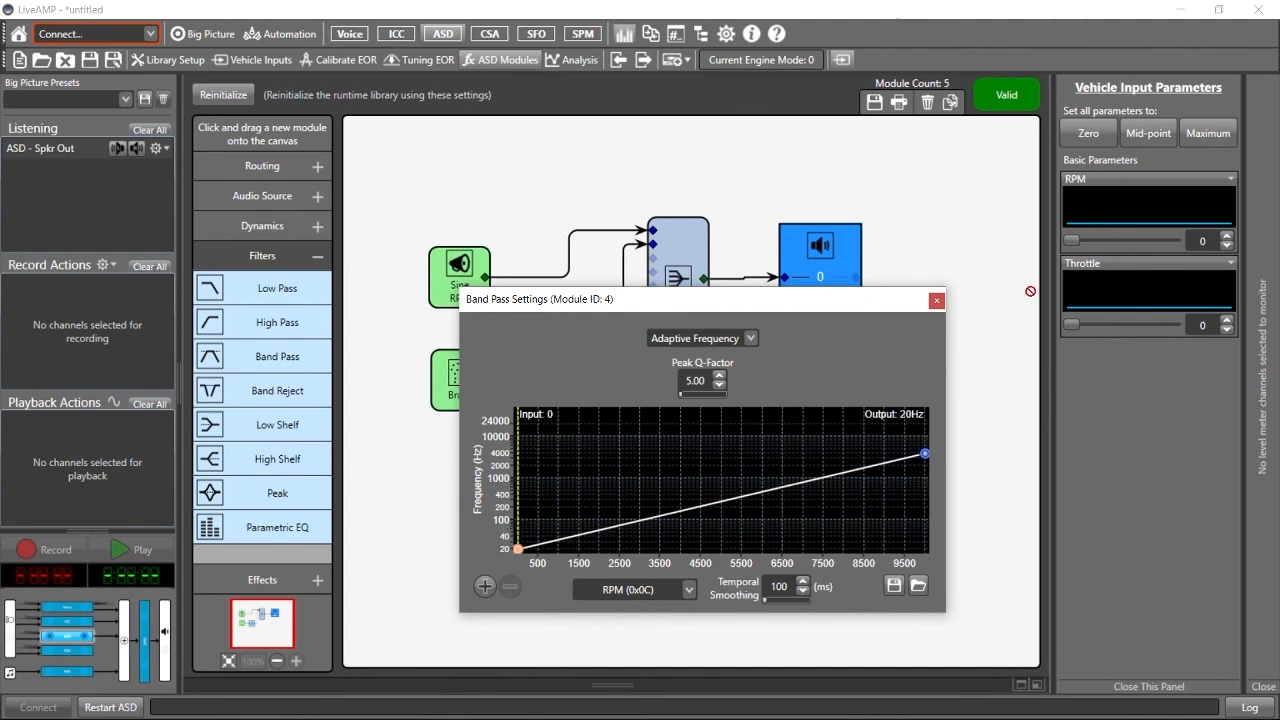 LiveAMP - *untitled
Connect...
Big Picture
Automation
Voice
ICC
ASD
CSA
SFO
SPM
Library Setup
Vehicle Inputs
Calibrate EOR
Tuning EOR
ASD Modules
Analysis
Current Engine Mode: 0
Big Picture Presets
Listening
Clear All
ASD - Spkr Out
Record Actions
Clear All
No channels selected for
recording
Playback Actions
Clear All
No channels selected for
playback
Record
Play
Reinitialize
(Reinitialize the runtime library using these settings)
Module Count: 5
Valid
Click and drag a new module
onto the canvas
Routing
Audio Source
Dynamics
Filters
Low Pass
High Pass
Band Pass
Band Reject
Low Shelf
High Shelf
Peak
Parametric EQ
Effects
100%
Sine
RP
Bro
0
Band Pass Settings (Module ID: 4)
Adaptive Frequency
Peak Q-Factor
5.00
Input: 0
Output: 20Hz
Frequency (Hz)
24000
10000
4000
2000
1000
400
200
100
40
20
500
1500
2500
3500
4500
5500
6500
7500
8500
9500
RPM (0x0C)
Temporal
Smoothing
100
(ms)
Vehicle Input Parameters
Set all parameters to:
Zero
Mid-point
Maximum
Basic Parameters
RPM
0
Throttle
0
Close This Panel
No level meter channels selected to monitor
Close
Connect
Restart ASD
Log